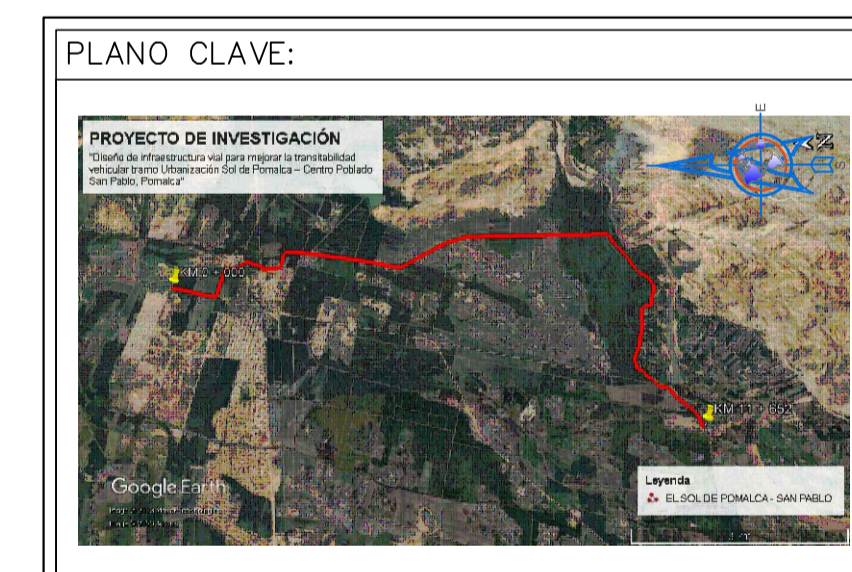 PLANO CLAVE:
PROYECTO DE INVESTIGACIÓN
"Diseño de infraestructura vial para mejorar la transitabilidad
vehicular tramo Urbanización Sol de Pomalca – Centro Poblado
San Pablo, Pomalca"
E
N
S
KM 0 + 000
KM 11 + 652
Leyenda
EL SOL DE POMALCA - SAN PABLO
Google Earth